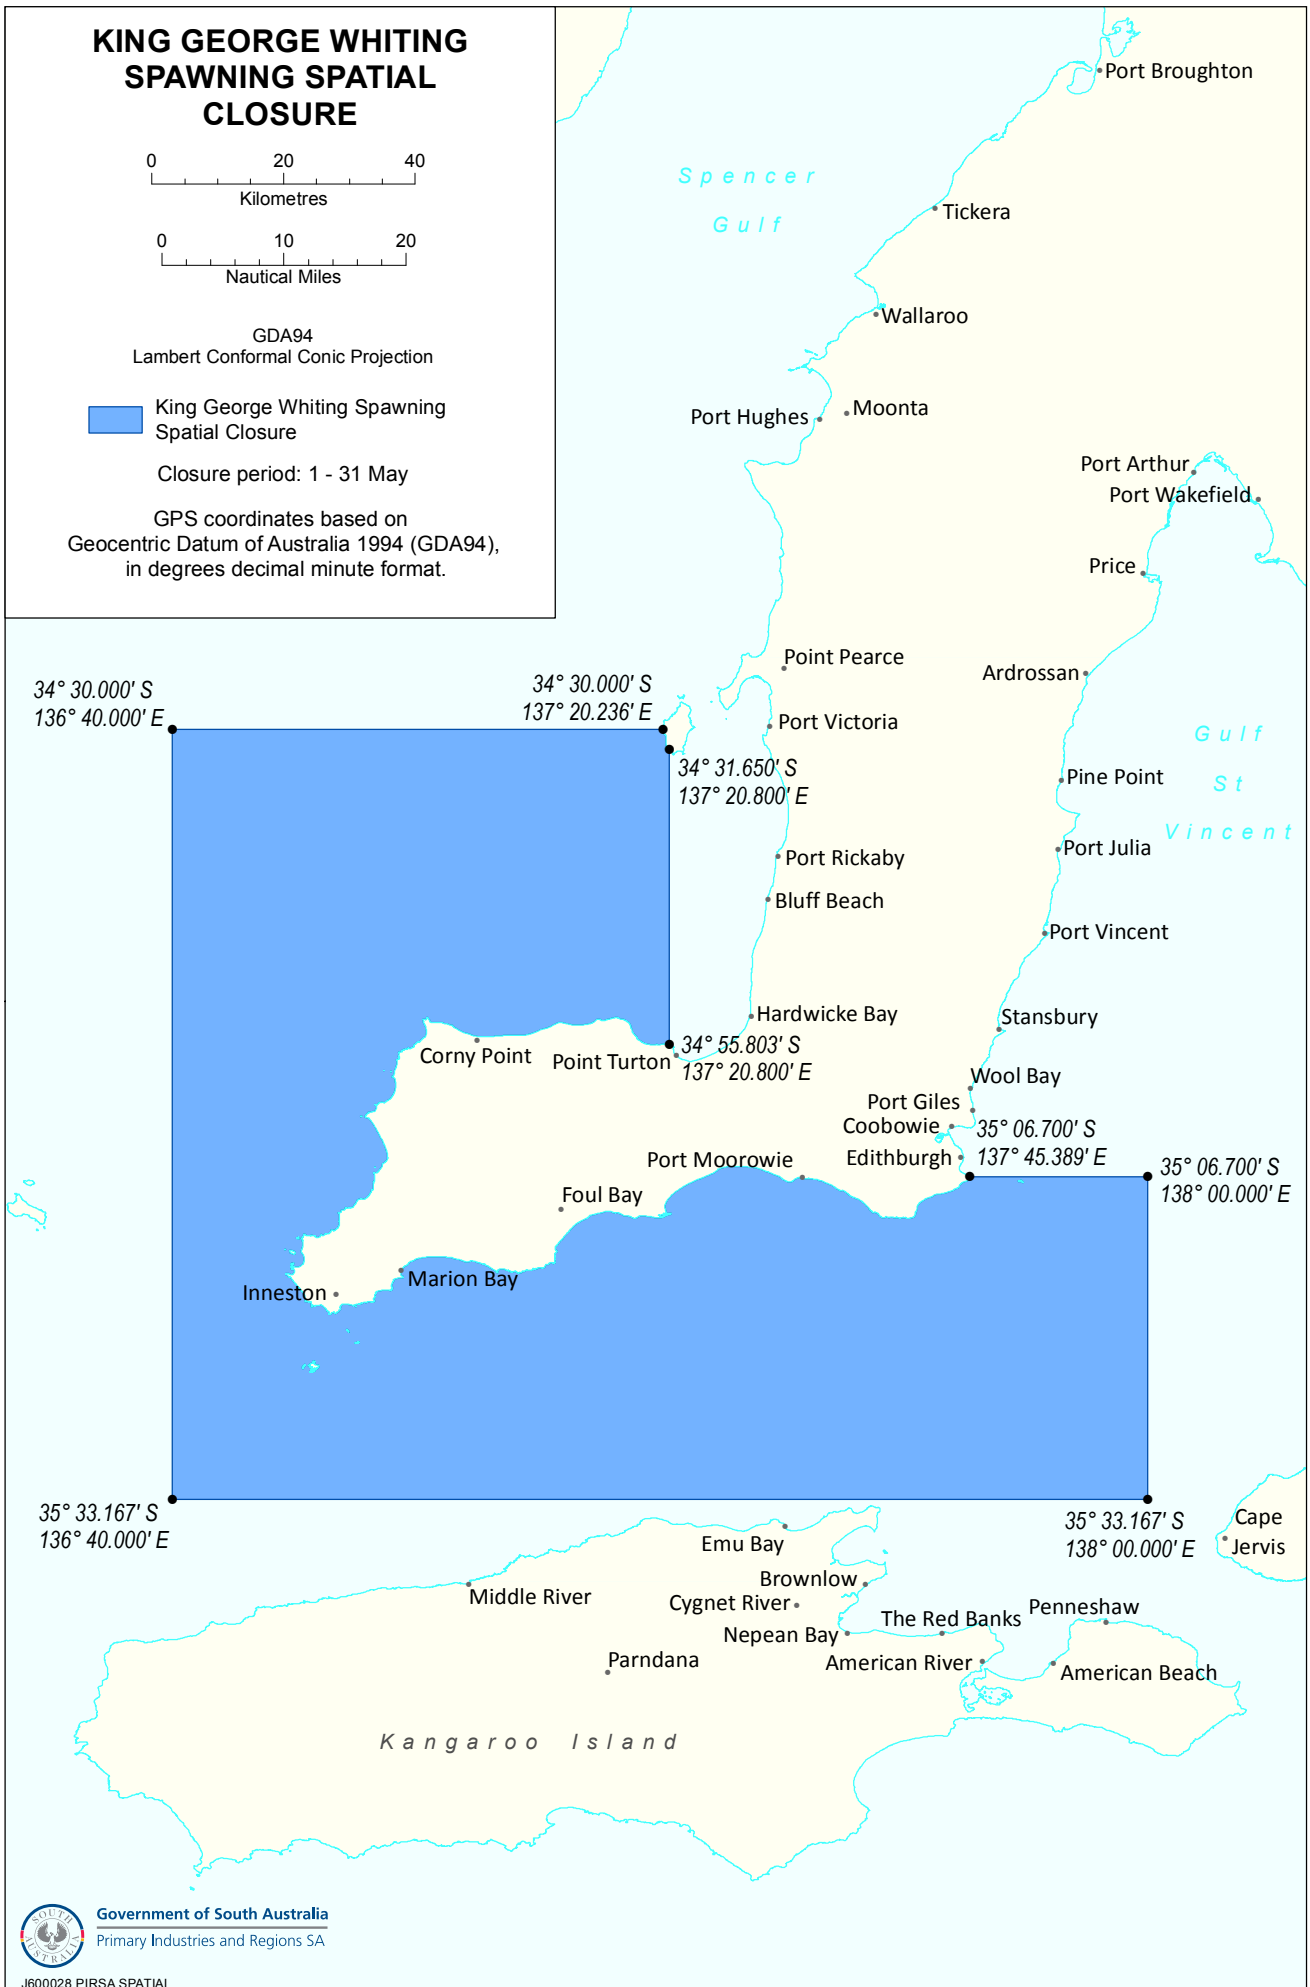 KING GEORGE WHITING
SPAWNING SPATIAL
CLOSURE
0 20 40
Kilometres
0 10 20
Nautical Miles
GDA94
Lambert Conformal Conic Projection
King George Whiting Spawning
Spatial Closure
Closure period: 1 - 31 May
GPS coordinates based on
Geocentric Datum of Australia 1994 (GDA94),
in degrees decimal minute format.
Port Broughton
Spencer
Gulf
Tickera
Wallaroo
Moonta
Port Hughes
Port Arthur
Port Wakefield
Price
Point Pearce
Ardrossan
34° 30.000' S
136° 40.000' E
34° 30.000' S
137° 20.236' E
Port Victoria
Gulf
St
Vincent
34° 31.650' S
137° 20.800' E
Pine Point
Port Julia
Port Rickaby
Bluff Beach
Port Vincent
Hardwicke Bay
Stansbury
Corny Point
Point Turton
34° 55.803' S
137° 20.800' E
Wool Bay
Port Giles
Coobowie
35° 06.700' S
137° 45.389' E
Edithburgh
Port Moorowie
35° 06.700' S
138° 00.000' E
Foul Bay
Marion Bay
Inneston
35° 33.167' S
136° 40.000' E
35° 33.167' S
138° 00.000' E
Cape
Jervis
Emu Bay
Brownlow
Middle River
Cygnet River
Penneshaw
The Red Banks
Nepean Bay
American River
Parndana
American Beach
Kangaroo Island
SOUTH
AUSTRALIA
Government of South Australia
Primary Industries and Regions SA
J600028 PIRSA SPATIAL